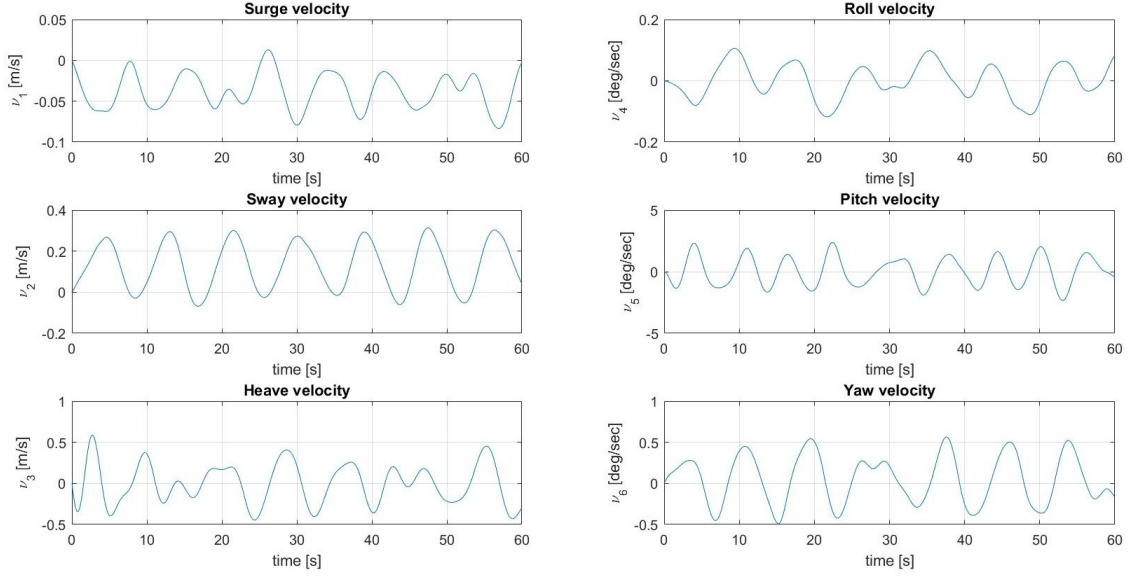 Surge velocity
0.05
0
-0.05
-0.1
ν1 [m/s]
0 10 20 30 40 50 60
time [s]
Roll velocity
0.2
0
-0.2
ν4 [deg/sec]
0 10 20 30 40 50 60
time [s]
Sway velocity
0.4
0.2
0
-0.2
ν2 [m/s]
0 10 20 30 40 50 60
time [s]
Pitch velocity
5
0
-5
ν5 [deg/sec]
0 10 20 30 40 50 60
time [s]
Heave velocity
1
0.5
0
-0.5
ν3 [m/s]
0 10 20 30 40 50 60
time [s]
Yaw velocity
1
0.5
0
-0.5
ν6 [deg/sec]
0 10 20 30 40 50 60
time [s]